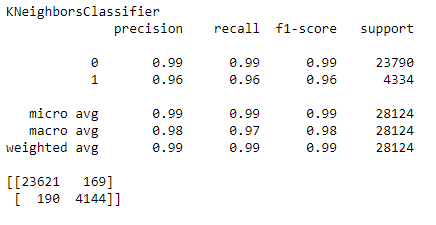 KNeighborsClassifier
precision recall f1-score support
0 0.99 0.99 0.99 23790
1 0.96 0.96 0.96 4334
micro avg 0.99 0.99 0.99 28124
macro avg 0.98 0.97 0.98 28124
weighted avg 0.99 0.99 0.99 28124
[[23621 169]
[ 190 4144]]